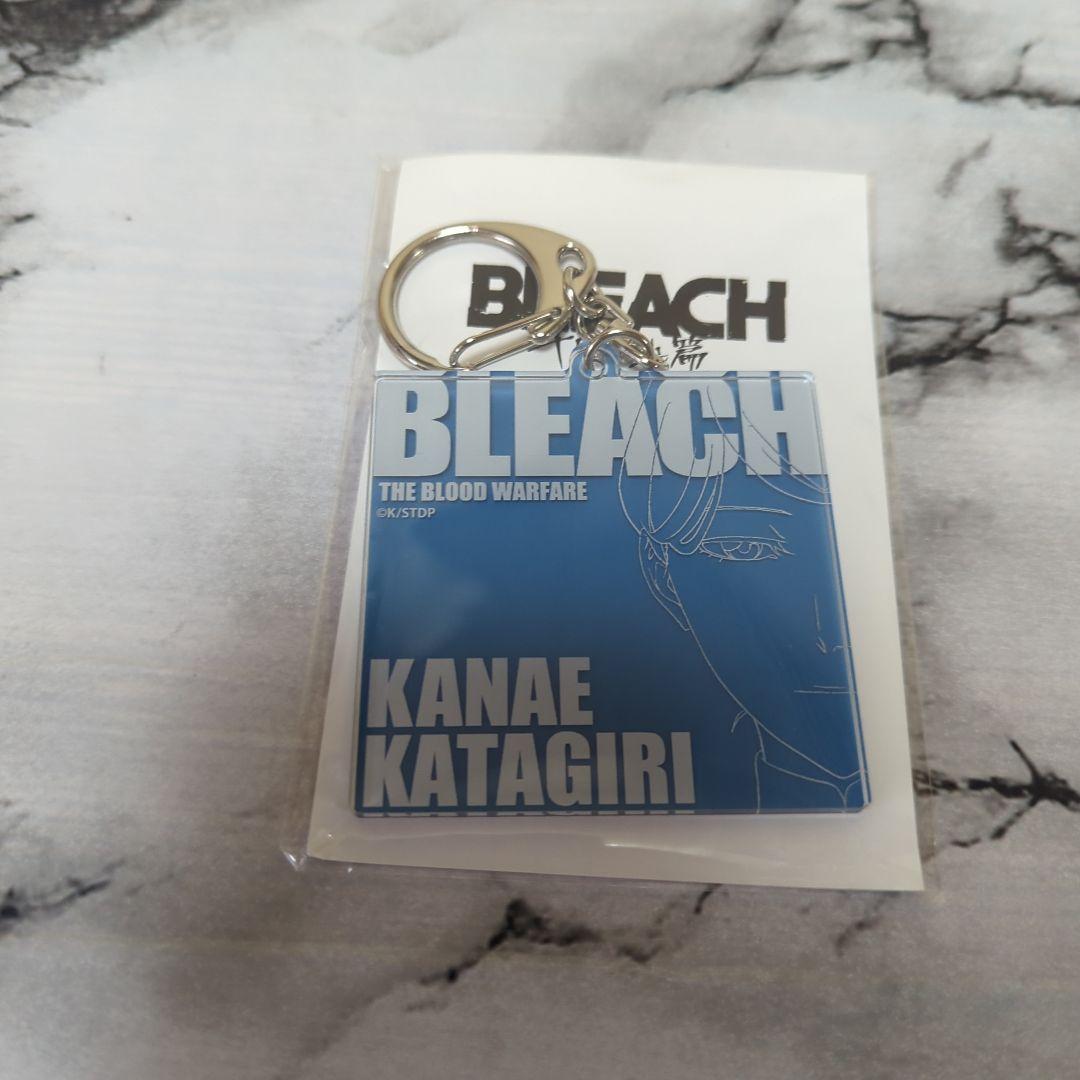 BLEACH
BLEACH
THE BLOOD WARFARE
©K/STDP
KANAE
KATAGIRI